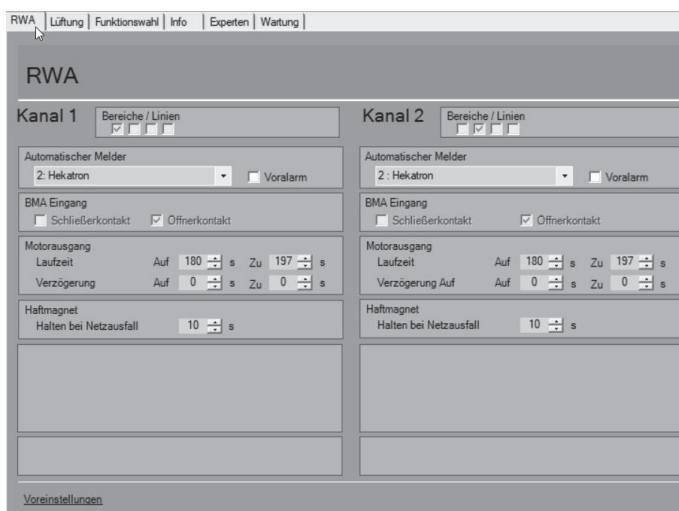 RWA Lüftung Funktionswahl Info Experten Wartung
RWA
Kanal 1 Bereiche / Linien
Automatischer Melder
2: Hekatron Voralarm
BMA Eingang
Schließerkontakt Öffnerkontakt
Motorausgang
Laufzeit Auf 180 s Zu 197 s
Verzögerung Auf 0 s Zu 0 s
Haftmagnet
Halten bei Netzausfall 10 s
Kanal 2 Bereiche / Linien
Automatischer Melder
2 : Hekatron Voralarm
BMA Eingang
Schließerkontakt Öffnerkontakt
Motorausgang
Laufzeit Auf 180 s Zu 197 s
Verzögerung Auf Auf 0 s Zu 0 s
Haftmagnet
Halten bei Netzausfall 10 s
Voreinstellungen